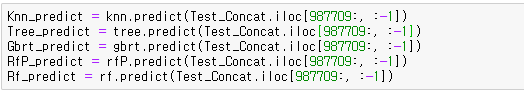 Knn_predict = knn.predict(Test_Concat.iloc[987709:, :-1])
Tree_predict = tree.predict(Test_Concat.iloc[987709:, :-1])
Gbrt_predict = gbrt.predict(Test_Concat.iloc[987709:, :-1])
RfP_predict = rfP.predict(Test_Concat.iloc[987709:, :-1])
Rf_predict = rf.predict(Test_Concat.iloc[987709:, :-1])